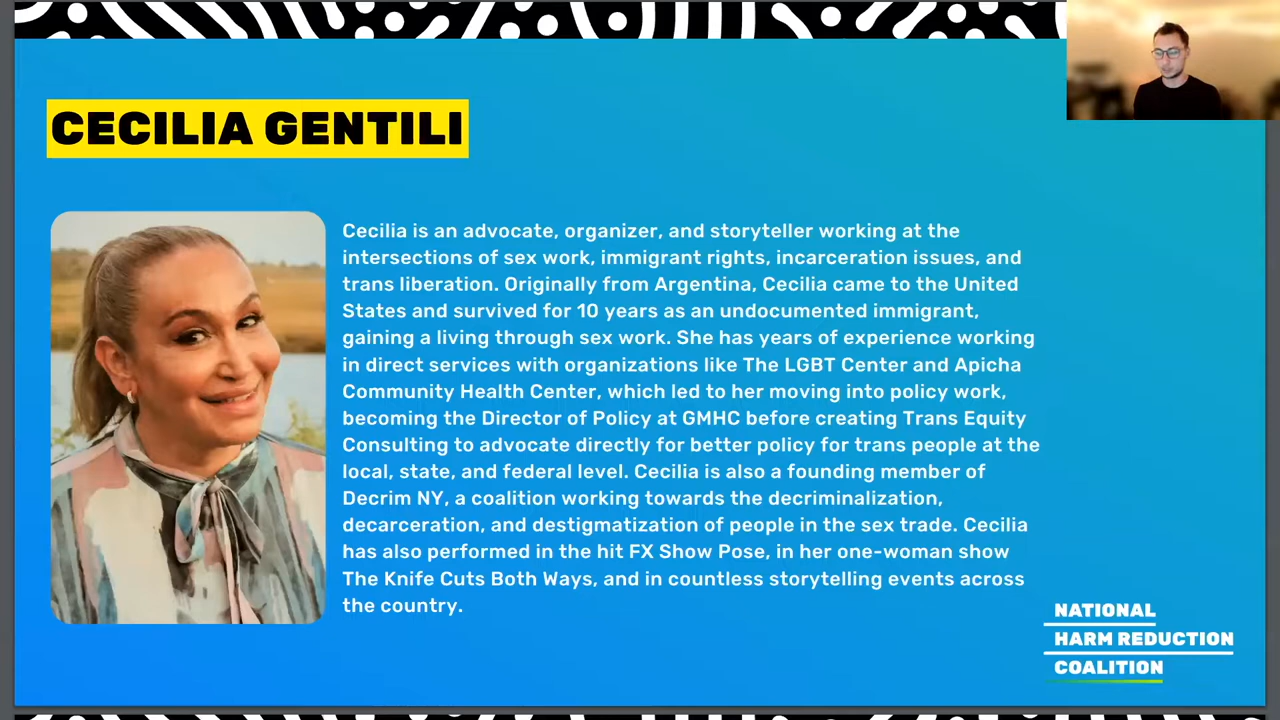 CECILIA GENTILI
Cecilia is an advocate, organizer, and storyteller working at the
intersections of sex work, immigrant rights, incarceration issues, and
trans liberation. Originally from Argentina, Cecilia came to the United
States and survived for 10 years as an undocumented immigrant,
gaining a living through sex work. She has years of experience working
in direct services with organizations like The LGBT Center and Apicha
Community Health Center, which led to her moving into policy work,
becoming the Director of Policy at GMHC before creating Trans Equity
Consulting to advocate directly for better policy for trans people at the
local, state, and federal level. Cecilia is also a founding member of
Decrim NY, a coalition working towards the decriminalization,
decarceration, and destigmatization of people in the sex trade. Cecilia
has also performed in the hit FX Show Pose, in her one-woman show
The Knife Cuts Both Ways, and in countless storytelling events across
the country.
NATIONAL
HARM REDUCTION
COALITION